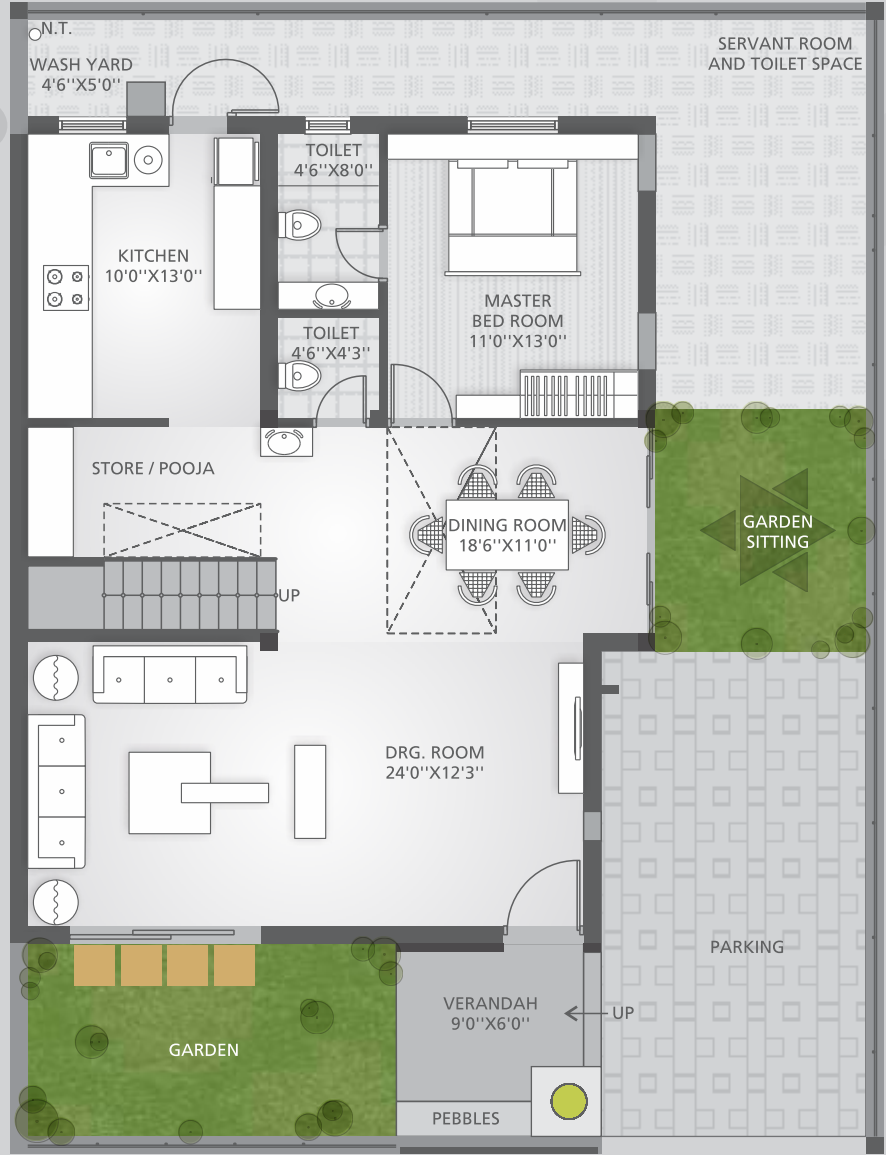 N.T.
WASH YARD
4'6''X5'0''
SERVANT ROOM
AND TOILET SPACE
TOILET
4'6''X8'0''
KITCHEN
10'0''X13'0''
MASTER
BED ROOM
11'0''X13'0''
TOILET
4'6''X4'3''
STORE / POOJA
DINING ROOM
18'6''X11'0''
GARDEN
SITTING
UP
DRG. ROOM
24'0''X12'3''
PARKING
VERANDAH
9'0''X6'0''
UP
GARDEN
PEBBLES